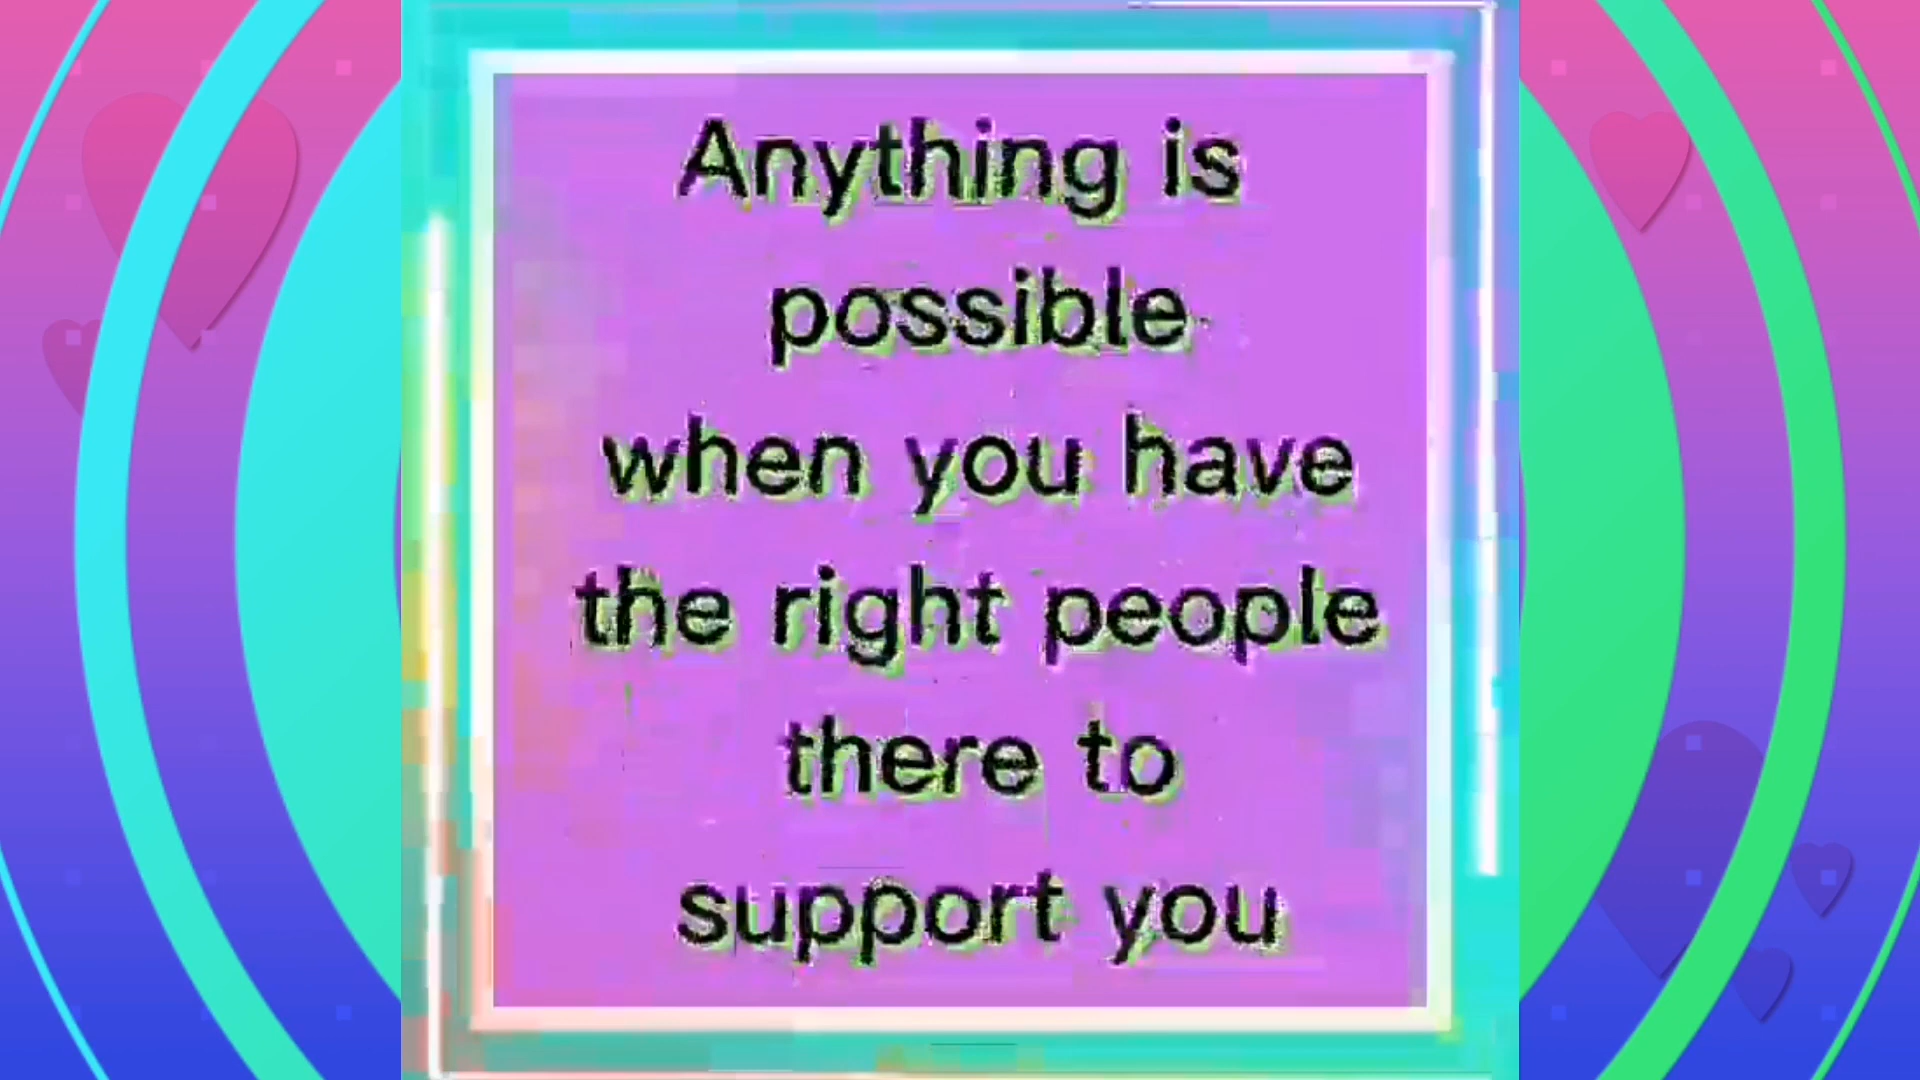 Anything is
possible
when you have
the right people
there to
support you